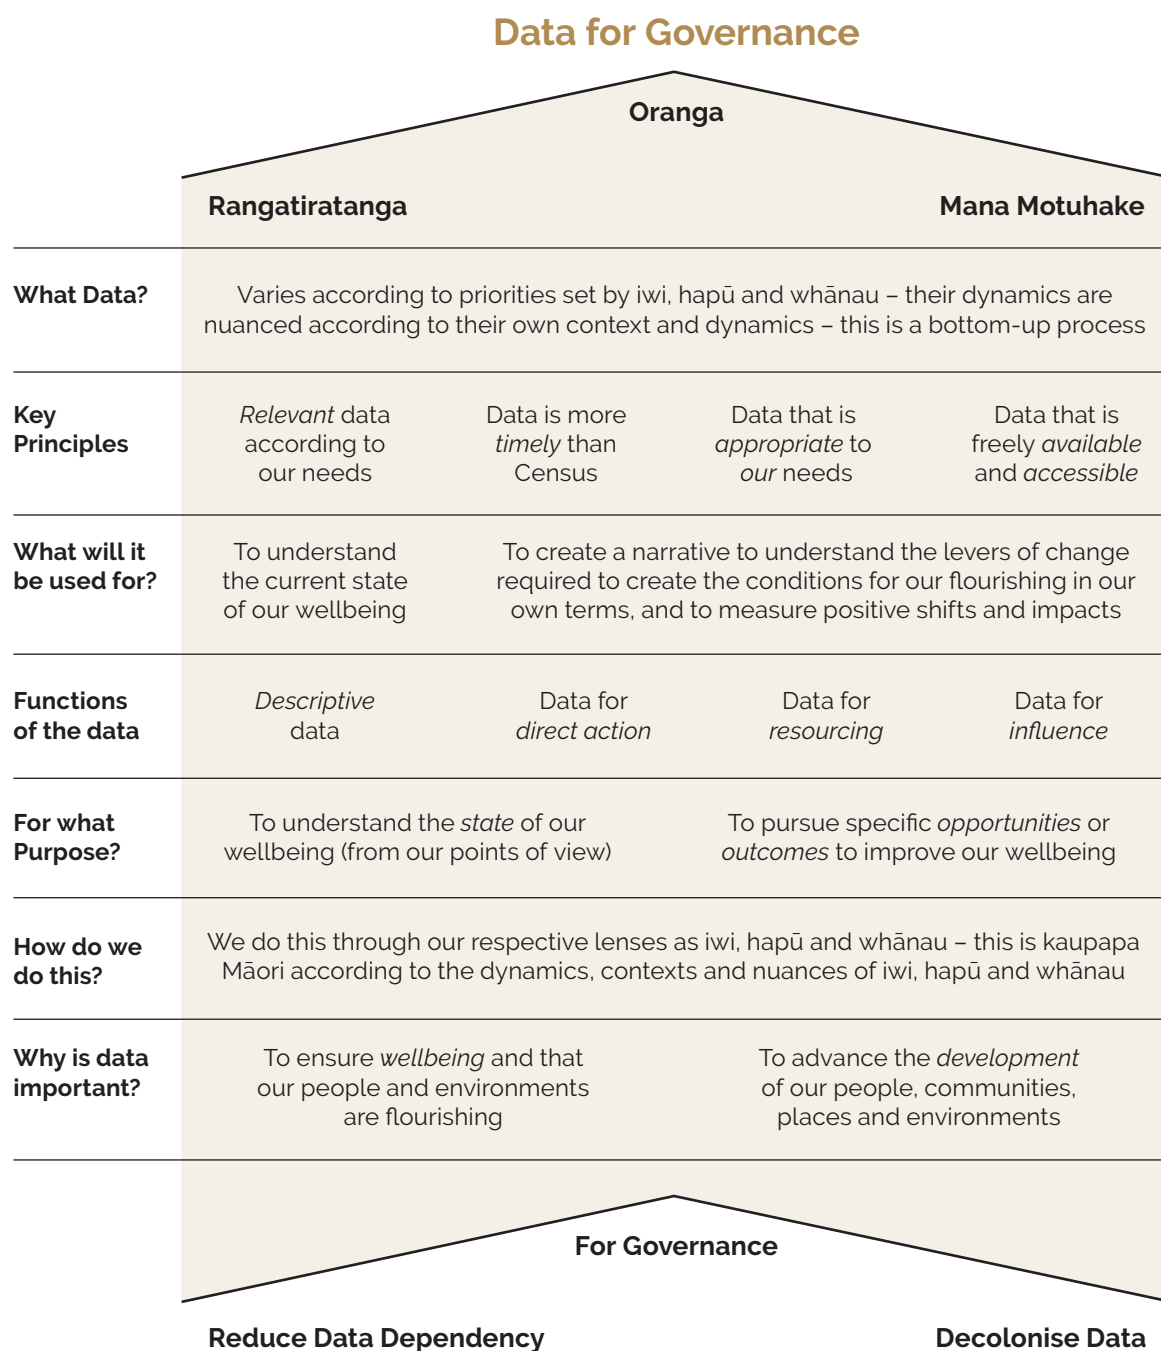 Data for Governance
Oranga
Rangatiratanga
Mana Motuhake
What Data?
Varies according to priorities set by iwi, hapū and whānau – their dynamics are
nuanced according to their own context and dynamics – this is a bottom-up process
Key
Principles
Relevant data
according to
our needs
Data is more
timely than
Census
Data that is
appropriate to
our needs
Data that is
freely available
and accessible
What will it
be used for?
To understand
the current state
of our wellbeing
To create a narrative to understand the levers of change
required to create the conditions for our flourishing in our
own terms, and to measure positive shifts and impacts
Functions
of the data
Descriptive
data
Data for
direct action
Data for
resourcing
Data for
influence
For what
Purpose?
To understand the state of our
wellbeing (from our points of view)
To pursue specific opportunities or
outcomes to improve our wellbeing
How do we
do this?
We do this through our respective lenses as iwi, hapū and whānau – this is kaupapa
Māori according to the dynamics, contexts and nuances of iwi, hapū and whānau
Why is data
important?
To ensure wellbeing and that
our people and environments
are flourishing
To advance the development
of our people, communities,
places and environments
For Governance
Reduce Data Dependency
Decolonise Data